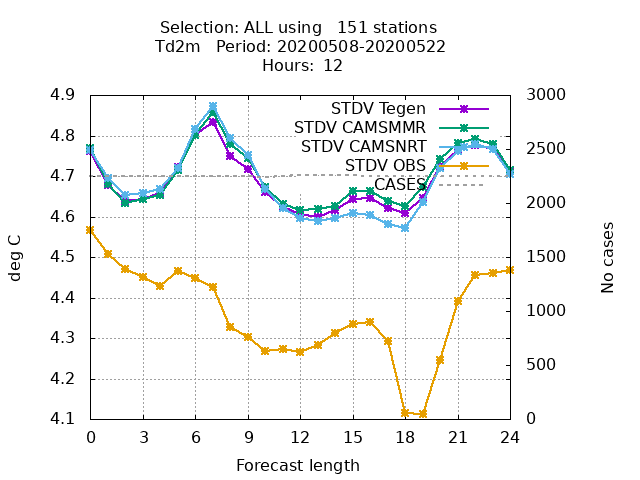 Selection: ALL using   151 stations
Td2m   Period: 20200508-20200522
Hours: 12
4.9
4.8
4.7
4.6
4.5
4.4
4.3
4.2
4.1
deg C
STDV Tegen
STDV CAMSMMR
STDV CAMSNRT
STDV OBS
CASES
3000
2500
2000
1500
1000
500
0
No cases
0 3 6 9 12 15 18 21 24
Forecast length